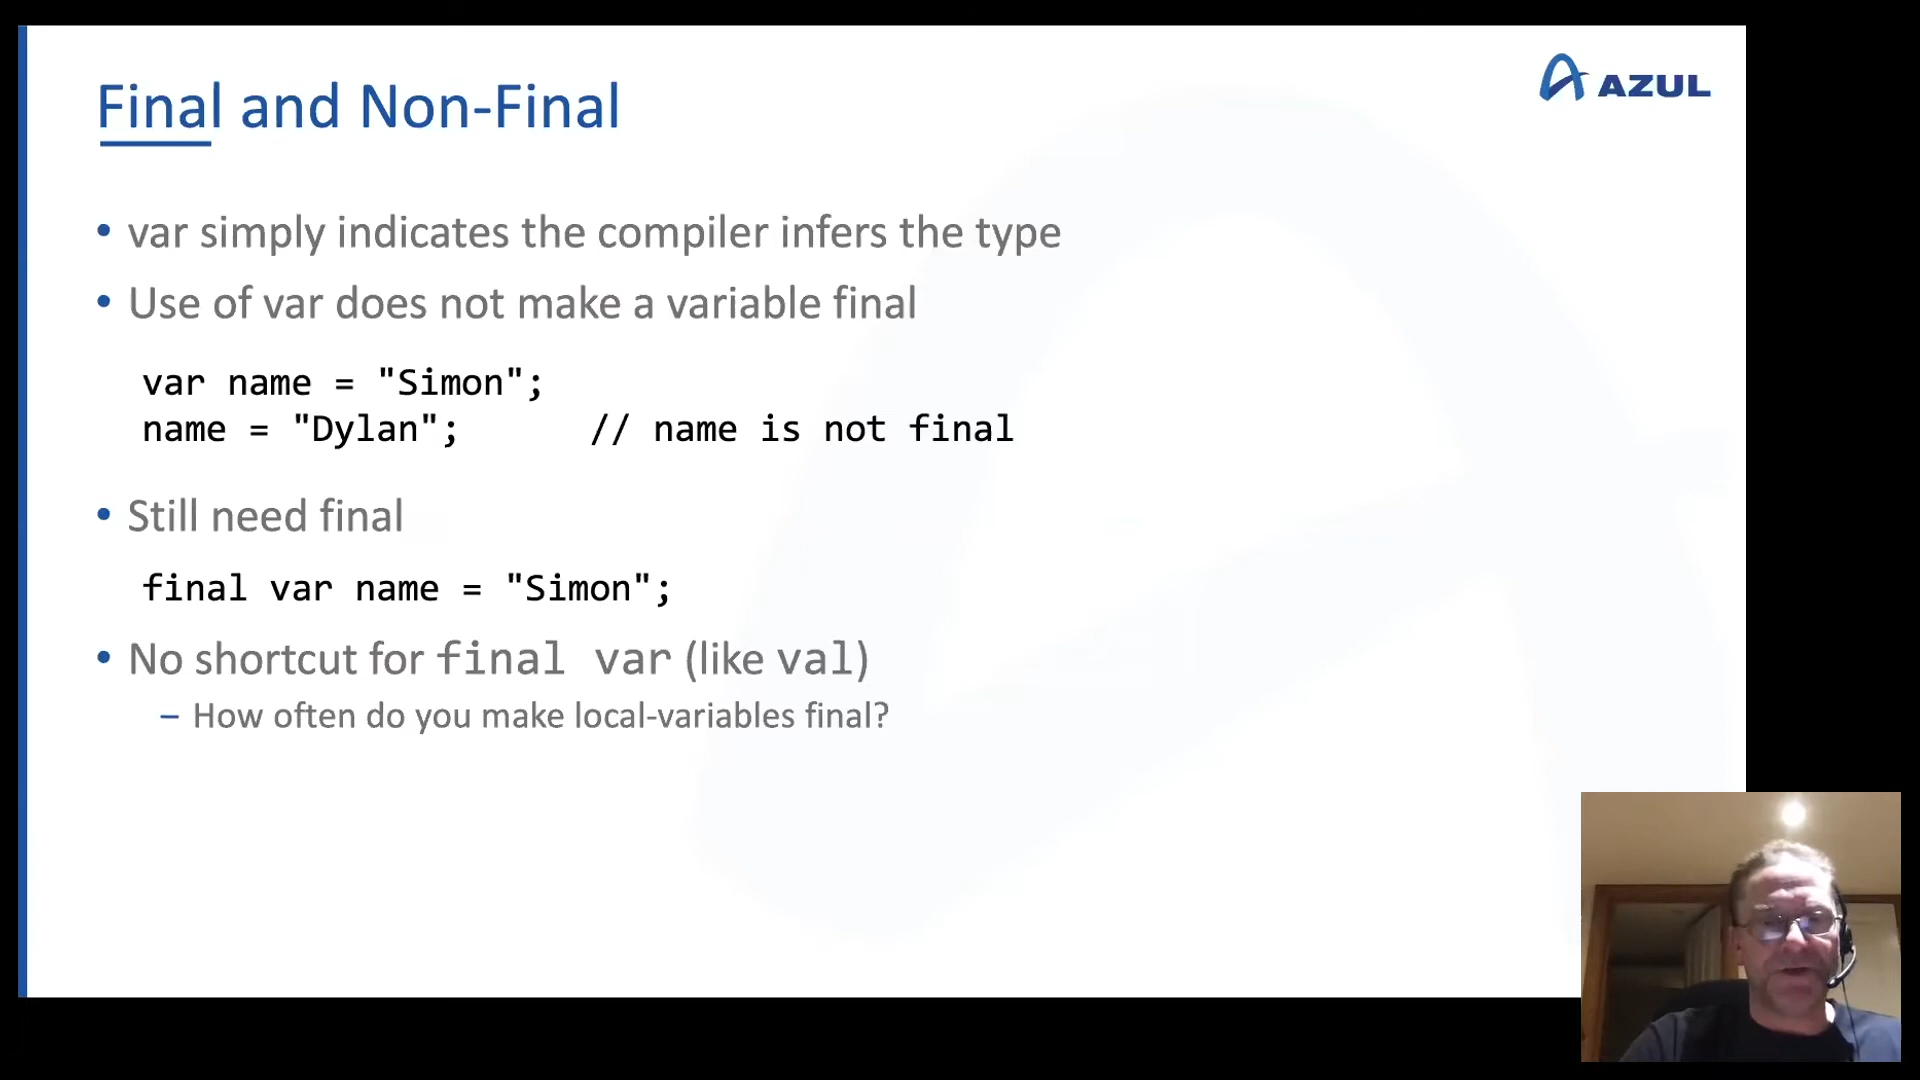 Final and Non-Final
AZUL
• var simply indicates the compiler infers the type
• Use of var does not make a variable final
var name = "Simon";
name = "Dylan";      // name is not final
• Still need final
final var name = "Simon";
• No shortcut for final var (like val)
– How often do you make local-variables final?